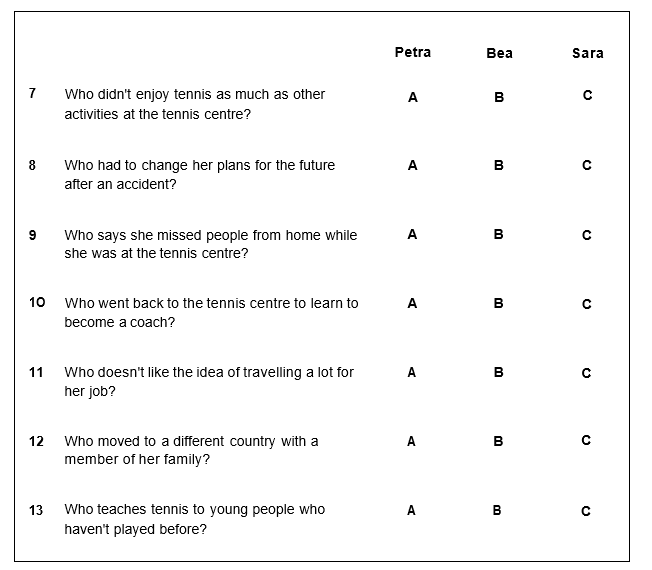 Petra Bea Sara
7 Who didn't enjoy tennis as much as other A B C
activities at the tennis centre?
8 Who had to change her plans for the future A B C
after an accident?
9 Who says she missed people from home while A B C
she was at the tennis centre?
10 Who went back to the tennis centre to learn to A B C
become a coach?
11 Who doesn't like the idea of travelling a lot for A B C
her job?
12 Who moved to a different country with a A B C
member of her family?
13 Who teaches tennis to young people who A B C
haven't played before?